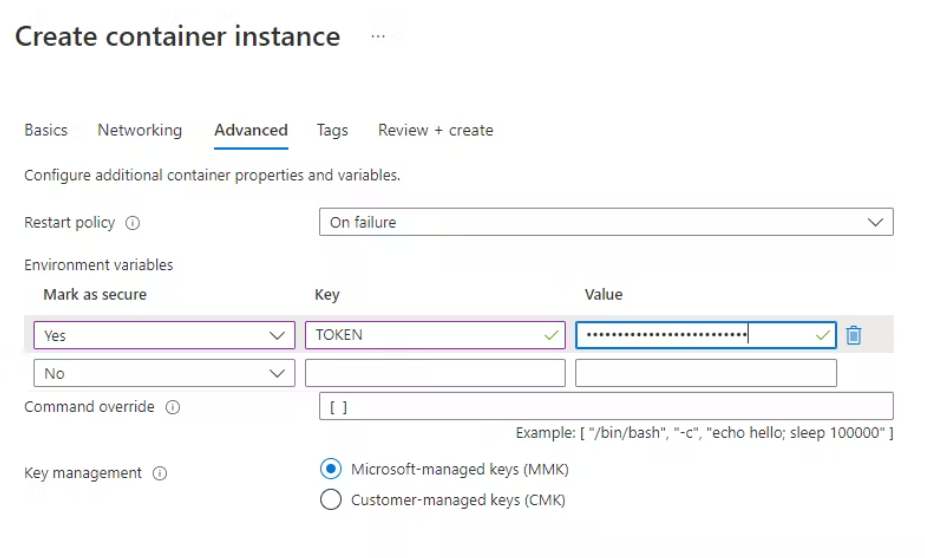 Create container instance ...
Basics Networking Advanced Tags Review + create
Configure additional container properties and variables.
Restart policy On failure
Environment variables
Mark as secure Key Value
Yes TOKEN ••••••••••••••••••••••••••
No
Command override [ ]
Example: [ "/bin/bash", "-c", "echo hello; sleep 100000" ]
Key management Microsoft-managed keys (MMK)
Customer-managed keys (CMK)